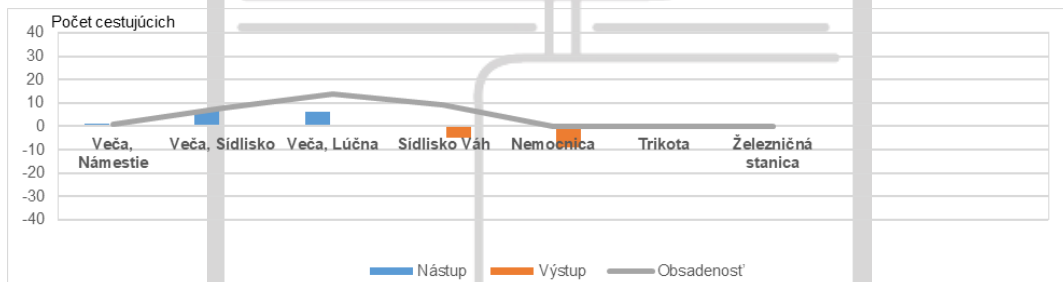 Počet cestujúcich
40
30
20
10
0
-10
-20
-30
-40
Veča, Námestie
Veča, Sídlisko
Veča, Lúčna
Sídlisko Váh
Nemocnica
Trikota
Železničná stanica
Nástup
Výstup
Obsadenosť